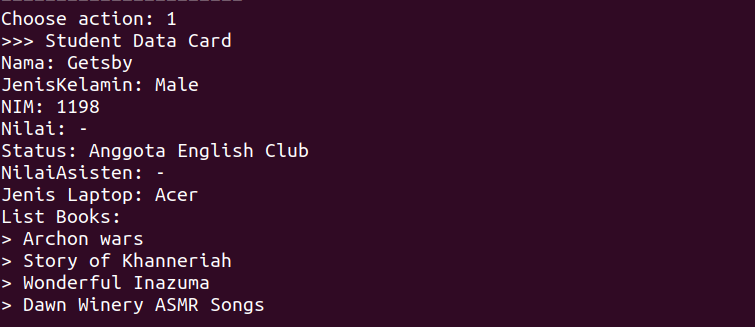 Choose action: 1
>>> Student Data Card
Nama: Getsby
JenisKelamin: Male
NIM: 1198
Nilai: -
Status: Anggota English Club
NilaiAsisten: -
Jenis Laptop: Acer
List Books:
> Archon wars
> Story of Khanneriah
> Wonderful Inazuma
> Dawn Winery ASMR Songs